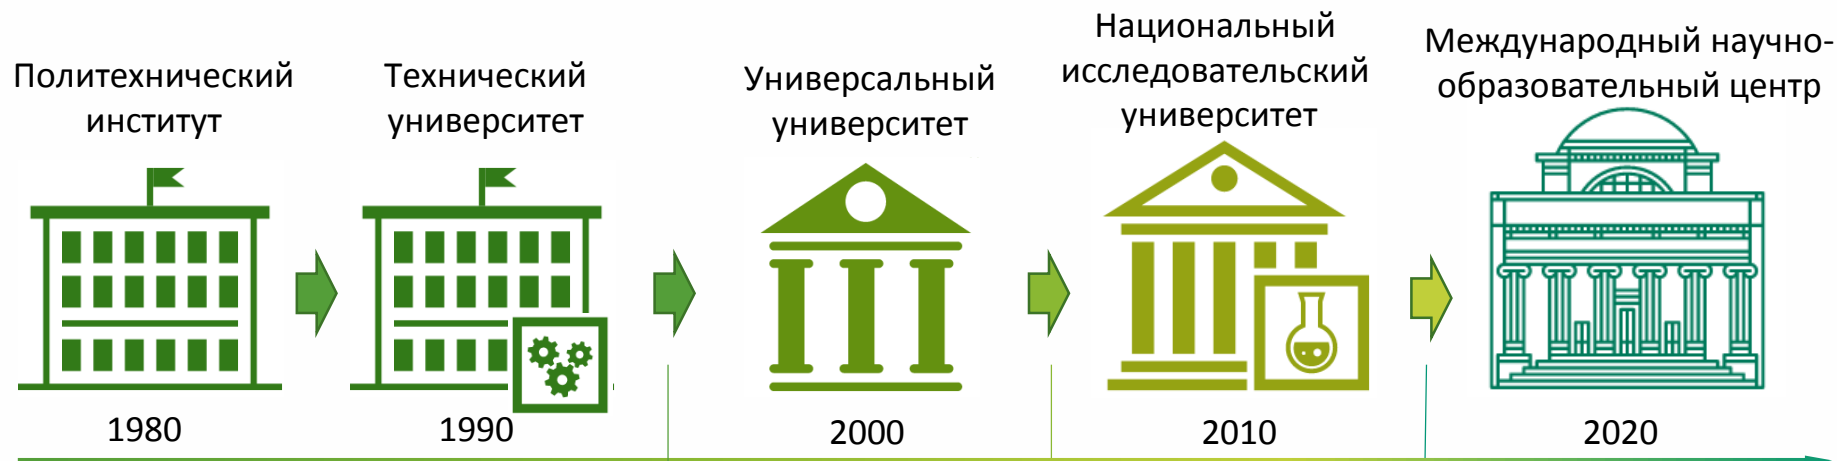 Политехнический
институт
Технический
университет
Универсальный
университет
Национальный
исследовательский
университет
Международный научно-
образовательный центр
1980
1990
2000
2010
2020